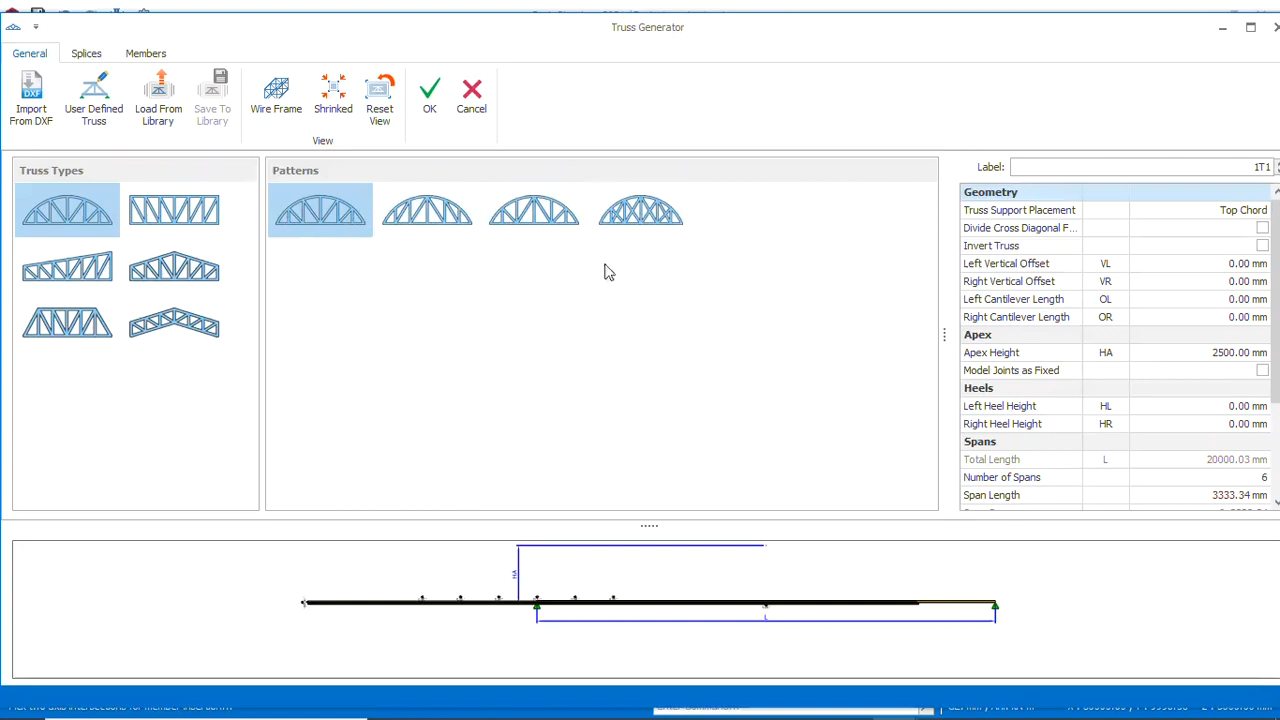 Truss Generator
General
Splices
Members
Import
From DXF
User Defined
Truss
Load From
Library
Save To
Library
Wire Frame
Shrinked
Reset
View
OK
Cancel
View
Truss Types
Patterns
Label:
1T1
Geometry
Truss Support Placement
Top Chord
Divide Cross Diagonal F...
Invert Truss
Left Vertical Offset
VL
0.00 mm
Right Vertical Offset
VR
0.00 mm
Left Cantilever Length
OL
0.00 mm
Right Cantilever Length
OR
0.00 mm
Apex
Apex Height
HA
2500.00 mm
Model Joints as Fixed
Heels
Left Heel Height
HL
0.00 mm
Right Heel Height
HR
0.00 mm
Spans
Total Length
L
20000.03 mm
Number of Spans
6
Span Length
3333.34 mm
HA
L